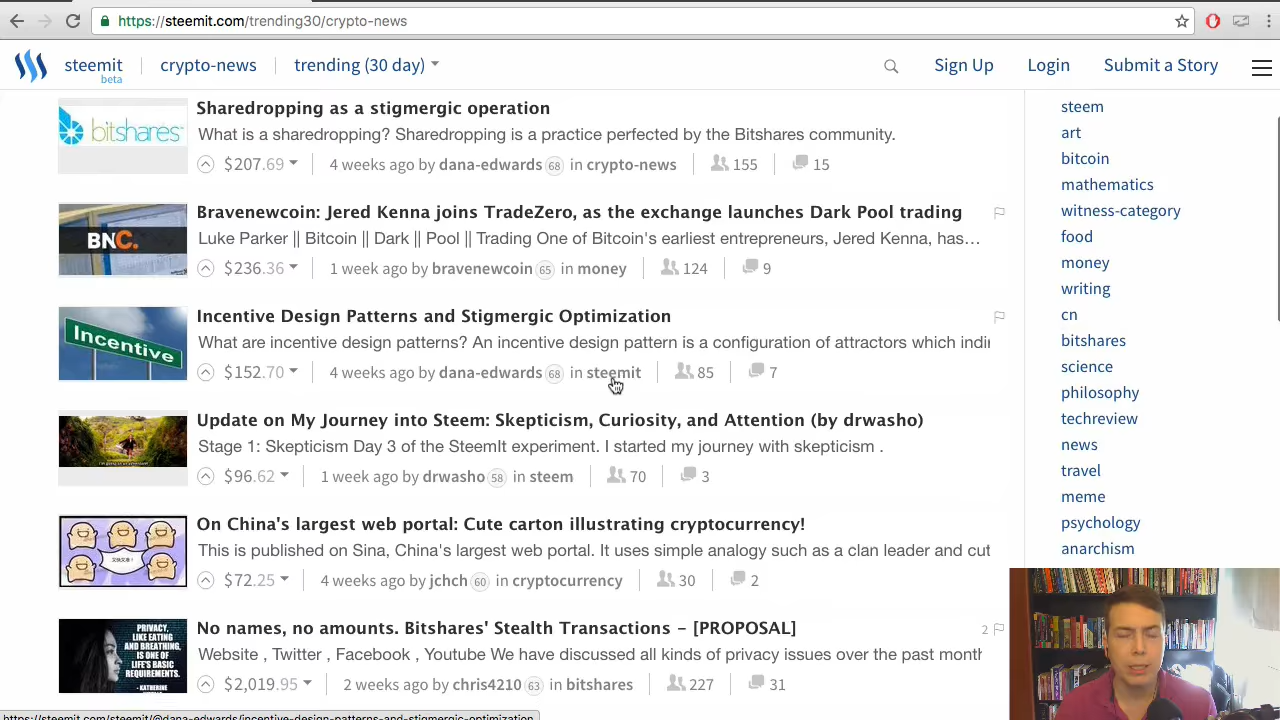 https://steemit.com/trending30/crypto-news
steemit
beta
crypto-news
trending (30 day)
Sign Up
Login
Submit a Story
bitshares
Sharedropping as a stigmergic operation
What is a sharedropping? Sharedropping is a practice perfected by the Bitshares community.
$207.69 4 weeks ago by dana-edwards 68 in crypto-news 155 15
BNC.
Bravenewcoin: Jered Kenna joins TradeZero, as the exchange launches Dark Pool trading
Luke Parker || Bitcoin || Dark || Pool || Trading One of Bitcoin's earliest entrepreneurs, Jered Kenna, has…
$236.36 1 week ago by bravenewcoin 65 in money 124 9
Incentive
Incentive Design Patterns and Stigmergic Optimization
What are incentive design patterns? An incentive design pattern is a configuration of attractors which indir
$152.70 4 weeks ago by dana-edwards 68 in steemit 85 7
Update on My Journey into Steem: Skepticism, Curiosity, and Attention (by drwasho)
Stage 1: Skepticism Day 3 of the SteemIt experiment. I started my journey with skepticism .
$96.62 1 week ago by drwasho 58 in steem 70 3
On China's largest web portal: Cute carton illustrating cryptocurrency!
This is published on Sina, China's largest web portal. It uses simple analogy such as a clan leader and cut
$72.25 4 weeks ago by jchch 60 in cryptocurrency 30 2
PRIVACY,
LIKE EATING
AND BREATHING,
IS ONE OF
LIFE'S BASIC
REQUIREMENTS.
No names, no amounts. Bitshares' Stealth Transactions – [PROPOSAL]
2
Website , Twitter , Facebook , Youtube We have discussed all kinds of privacy issues over the past month
$2,019.95 2 weeks ago by chris4210 63 in bitshares 227 31
steem
art
bitcoin
mathematics
witness-category
food
money
writing
cn
bitshares
science
philosophy
techreview
news
travel
meme
psychology
anarchism
https://steemit.com/steemit/@dana-edwards/incentive-design-patterns-and-stigmergic-optimization